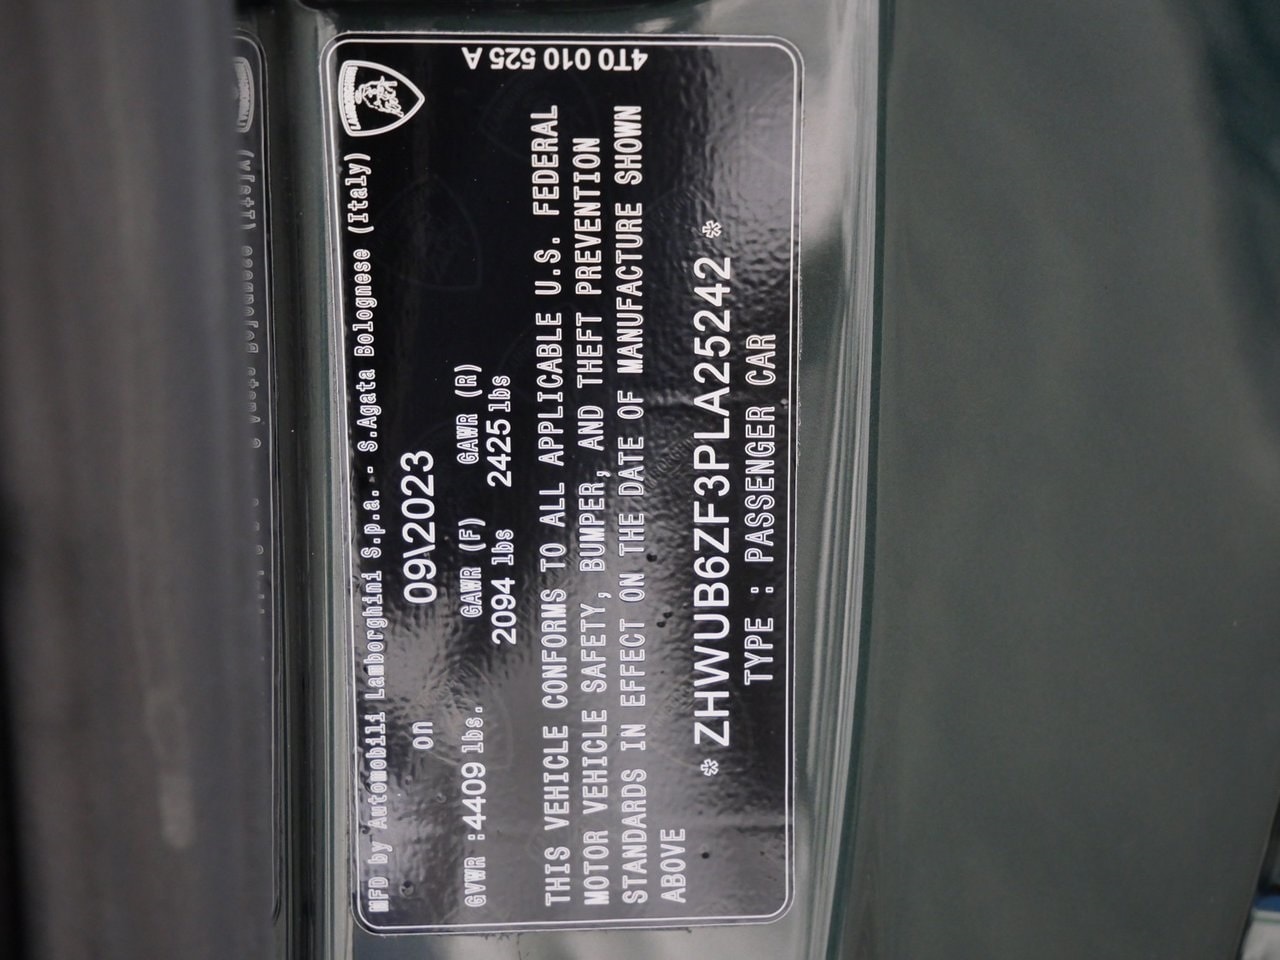 MFD by Automobili Lamborghini S.p.a. - S.Agata Bolognese (Italy)
on 09\2023
GVWR :4409 lbs. GAWR (F) GAWR (R)
2094 lbs 2425 lbs
THIS VEHICLE CONFORMS TO ALL APPLICABLE U.S. FEDERAL
MOTOR VEHICLE SAFETY, BUMPER, AND THEFT PREVENTION
STANDARDS IN EFFECT ON THE DATE OF MANUFACTURE SHOWN
ABOVE
* ZHWUB6ZF3PLA25242 *
TYPE : PASSENGER CAR
4T0 010 525 A